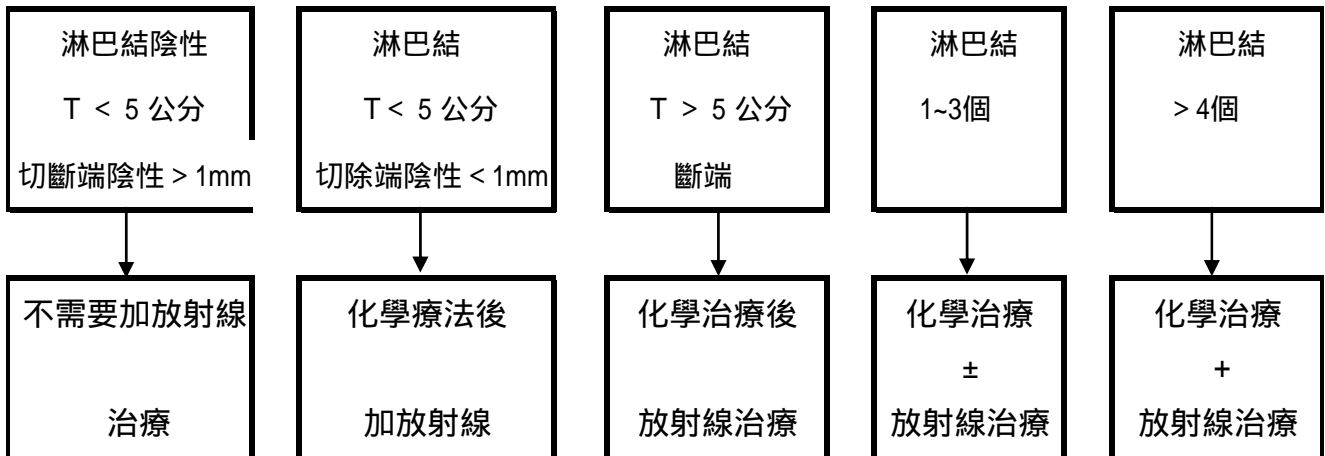 淋巴結陰性
T < 5 公分
切斷端陰性 > 1mm
淋巴結
T < 5 公分
切除端陰性 < 1mm
淋巴結
T > 5 公分
斷端
淋巴結
1~3個
淋巴結
> 4個
不需要加放射線
治療
化學療法後
加放射線
化學治療後
放射線治療
化學治療
±
放射線治療
化學治療
+
放射線治療